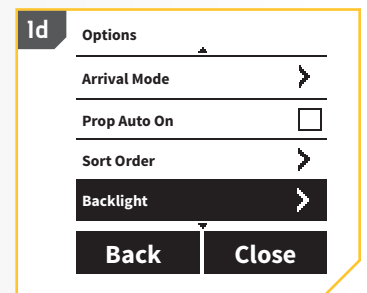 1d
Options
Arrival Mode
Prop Auto On
Sort Order
Backlight
Back Close